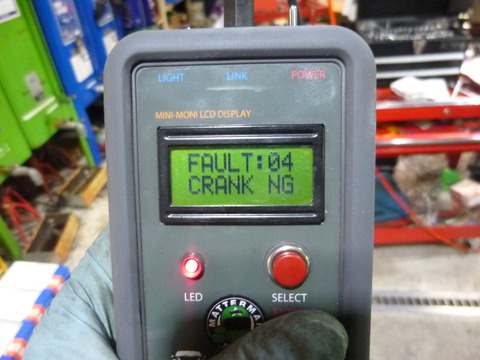 LIGHT LINK POWER
MINI-MONI LCD DISPLAY
FAULT:04
CRANK NG
LED SELECT